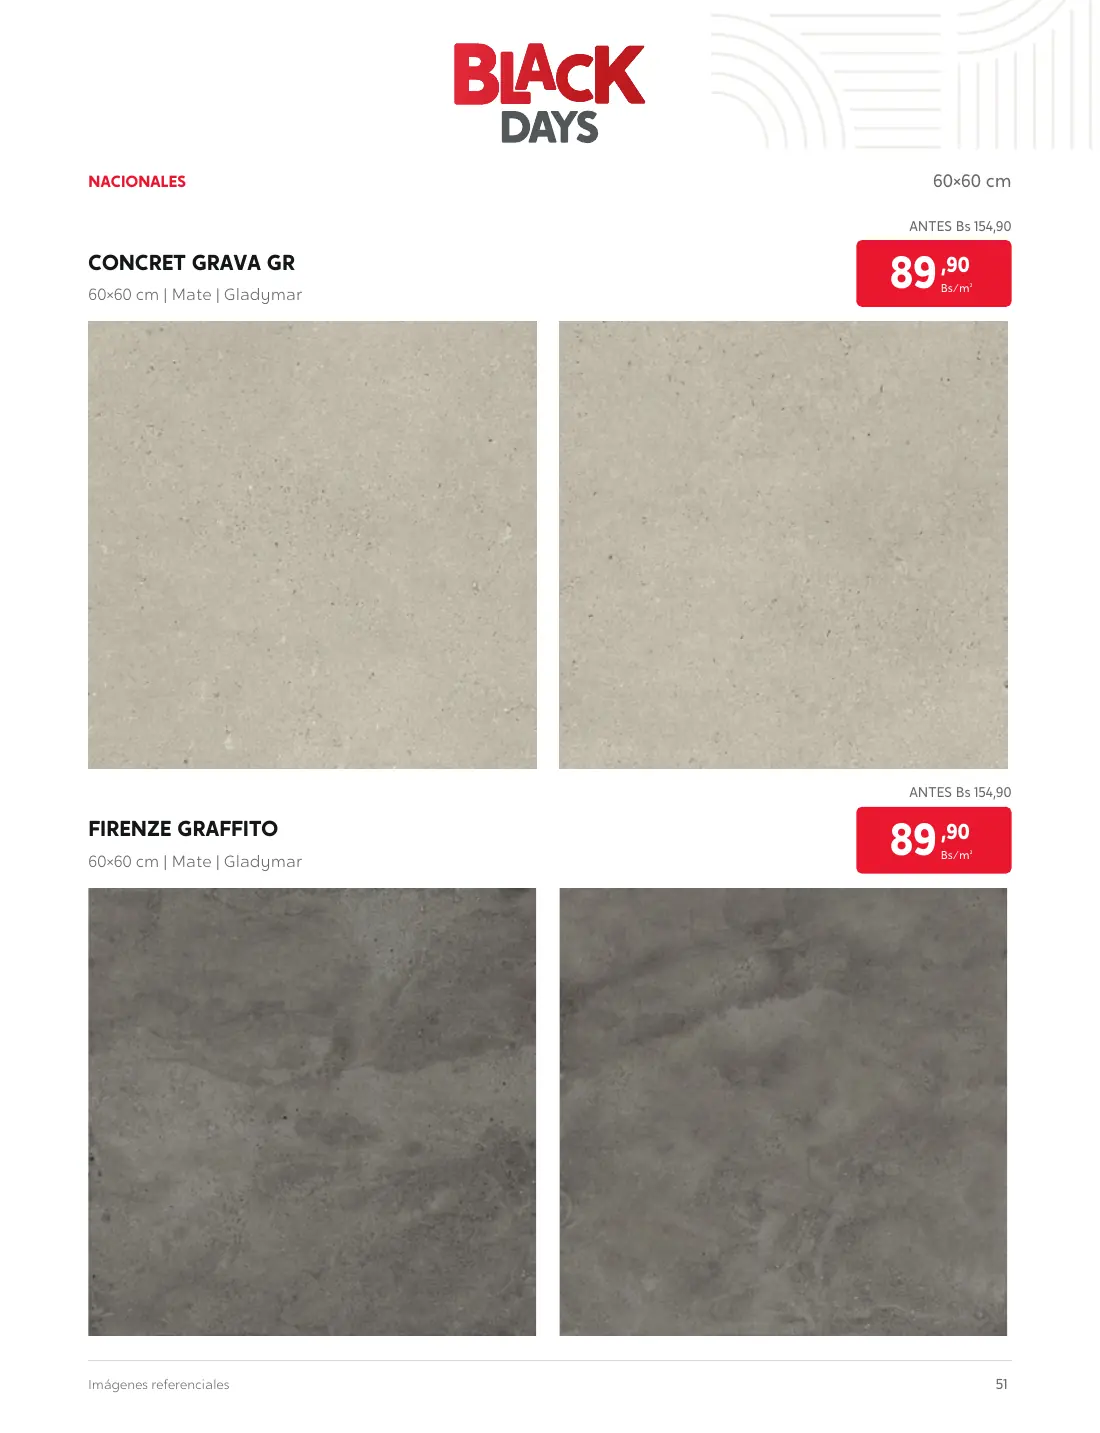 BLACK
DAYS
NACIONALES
60×60 cm
ANTES Bs 154,90
CONCRET GRAVA GR
89,90
Bs/m²
60×60 cm | Mate | Gladymar
ANTES Bs 154,90
FIRENZE GRAFFITO
89,90
Bs/m²
60×60 cm | Mate | Gladymar
Imágenes referenciales
51